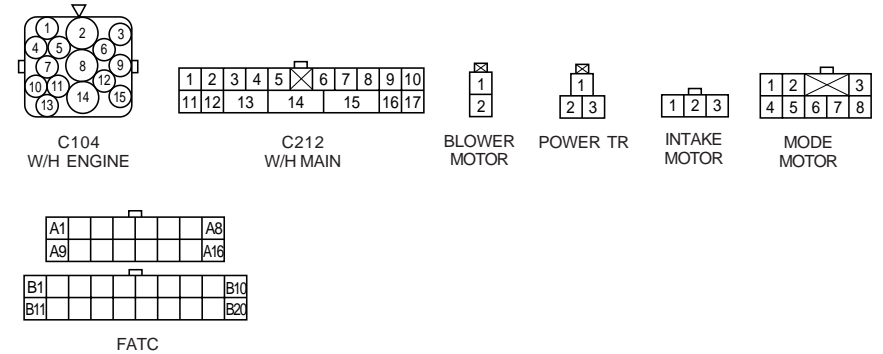 1 2 3
4 5 6
7 8 9
10 11 12
13 14 15
C104
W/H ENGINE
1 2 3 4 5 6 7 8 9 10
11 12 13 14 15 16 17
C212
W/H MAIN
1
2
BLOWER
MOTOR
1
2 3
POWER TR
1 2 3
INTAKE
MOTOR
1 2 3
4 5 6 7 8
MODE
MOTOR
A1 A8
A9 A16
B1 B10
B11 B20
FATC